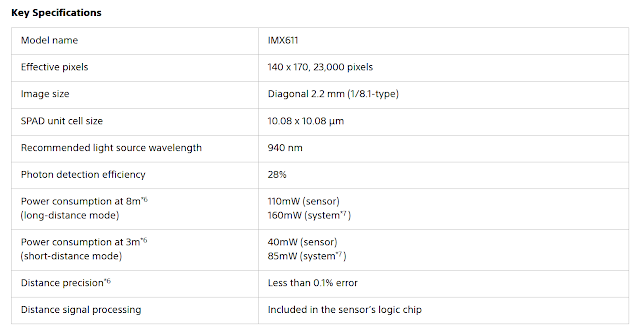 Key Specifications
Model name
IMX611
Effective pixels
140 x 170, 23,000 pixels
Image size
Diagonal 2.2 mm (1/8.1-type)
SPAD unit cell size
10.08 x 10.08 μm
Recommended light source wavelength
940 nm
Photon detection efficiency
28%
Power consumption at 8m*6
(long-distance mode)
110mW (sensor)
160mW (system*7)
Power consumption at 3m*6
(short-distance mode)
40mW (sensor)
85mW (system*7)
Distance precision*6
Less than 0.1% error
Distance signal processing
Included in the sensor's logic chip